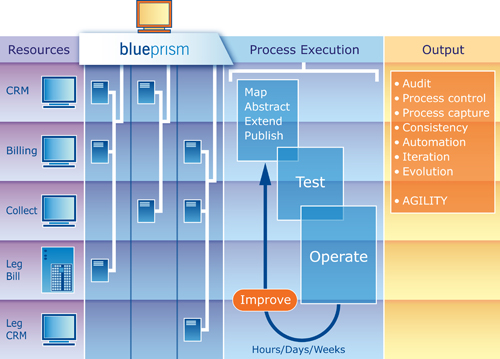 Resources
blueprism
Process Execution
Output
CRM
Billing
Collect
Leg
Bill
Leg
CRM
Map
Abstract
Extend
Publish
Test
Operate
Improve
Hours/Days/Weeks
• Audit
• Process control
• Process capture
• Consistency
• Automation
• Iteration
• Evolution
• AGILITY